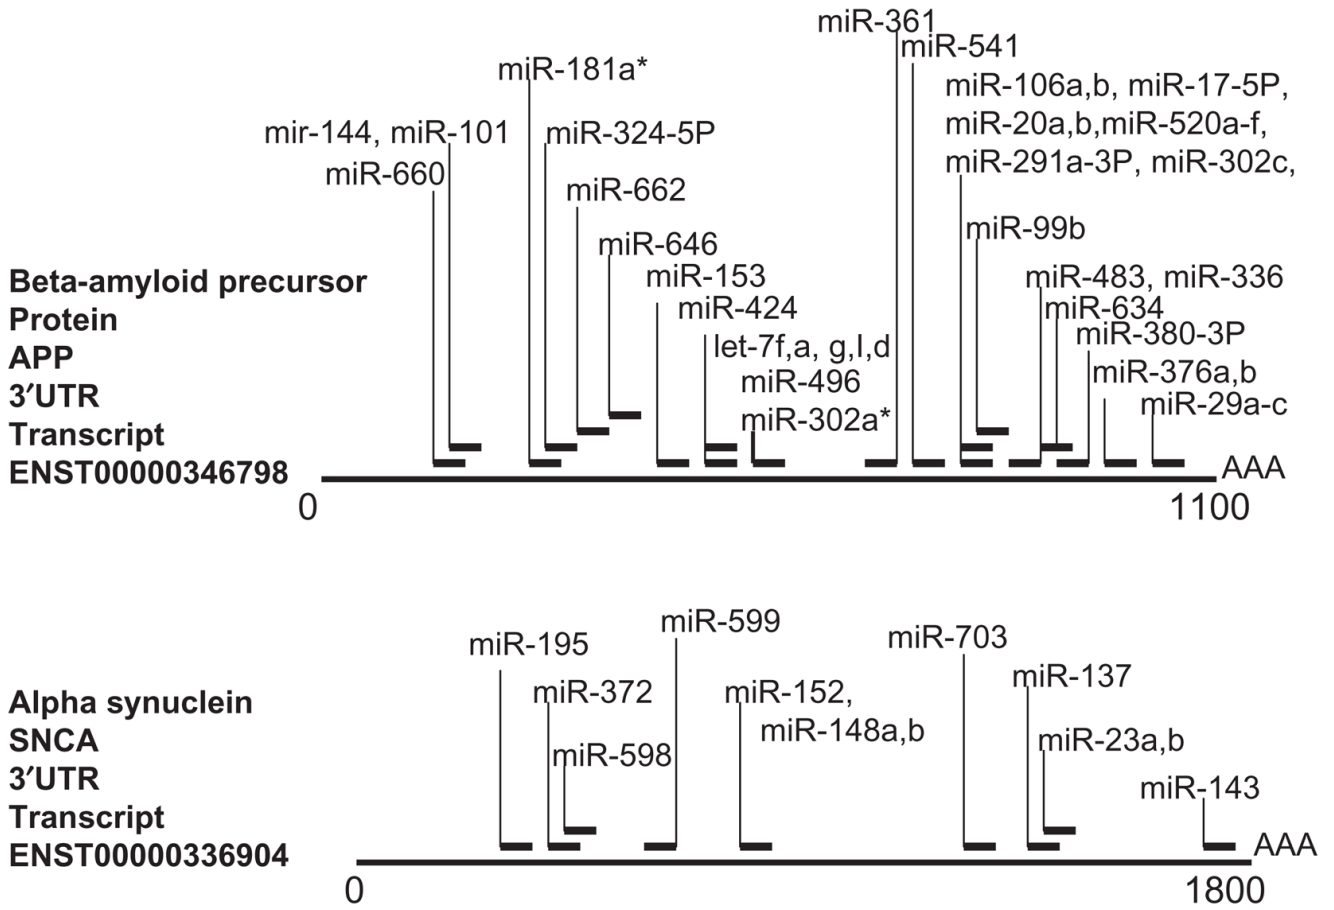 miR-361
miR-541
miR-181a*
miR-106a,b, miR-17-5P,
mir-144, miR-101
miR-324-5P
miR-20a,b,miR-520a-f,
miR-660
miR-291a-3P, miR-302c,
miR-662
miR-99b
miR-646
miR-153
miR-483, miR-336
miR-424
miR-634
let-7f,a, g,I,d
miR-380-3P
miR-496
miR-376a,b
miR-302a*
miR-29a-c
Beta-amyloid precursor
Protein
APP
3′UTR
Transcript
ENST00000346798
AAA
0
1100
miR-599
miR-195
miR-703
miR-372
miR-152,
miR-137
miR-148a,b
miR-23a,b
miR-598
miR-143
Alpha synuclein
SNCA
3′UTR
Transcript
ENST00000336904
AAA
0
1800